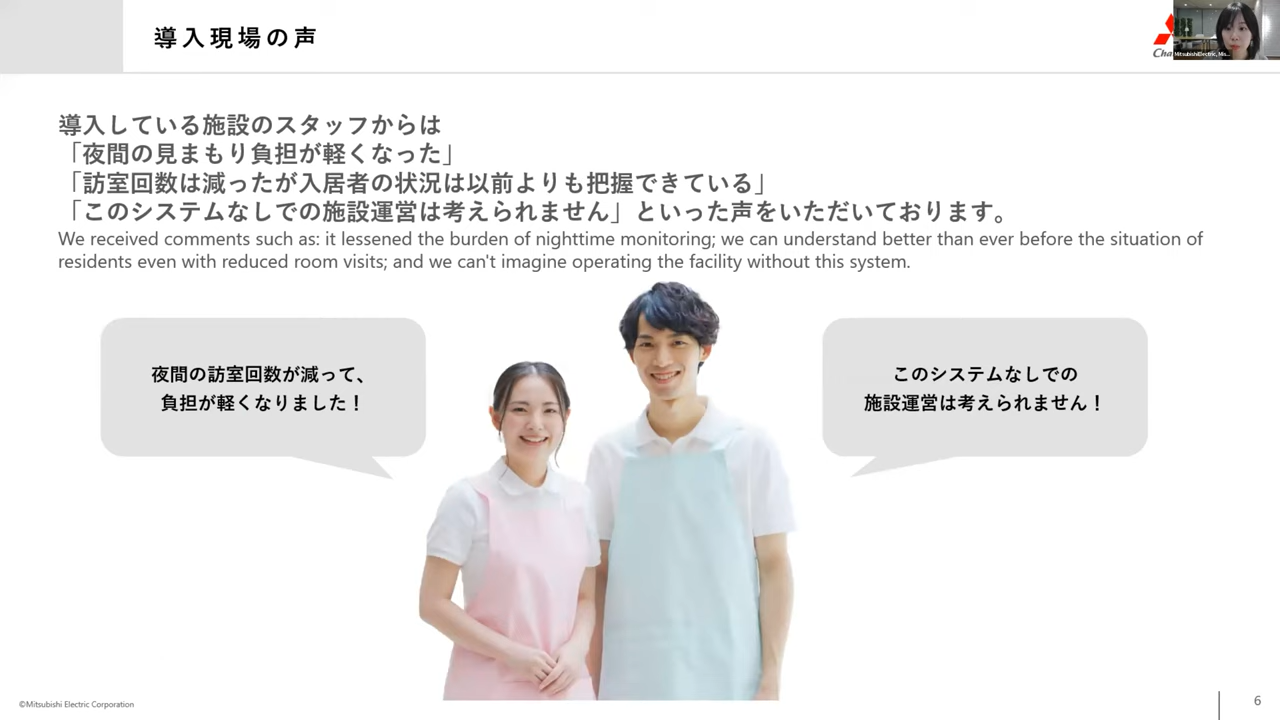 導入現場の声
Cha
MitsubishiElectric, Mis...
導入している施設のスタッフからは
「夜間の見まもり負担が軽くなった」
「訪室回数は減ったが入居者の状況は以前よりも把握できている」
「このシステムなしでの施設運営は考えられません」といった声をいただいております。
We received comments such as: it lessened the burden of nighttime monitoring; we can understand better than ever before the situation of
residents even with reduced room visits; and we can't imagine operating the facility without this system.
夜間の訪室回数が減って、
負担が軽くなりました！
このシステムなしでの
施設運営は考えられません！
©Mitsubishi Electric Corporation
6